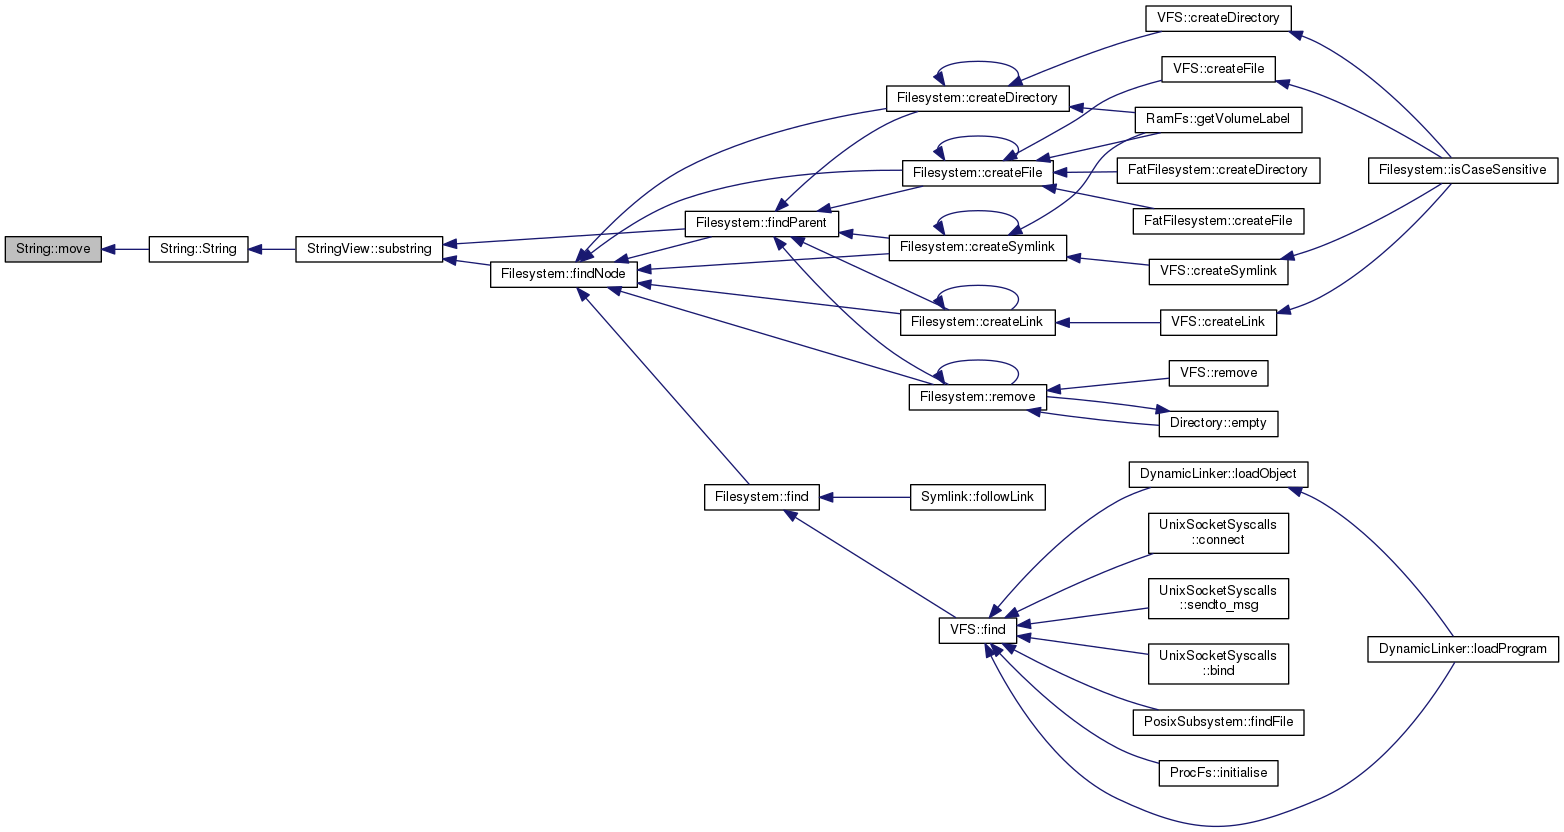 VFS::createDirectory
VFS::createFile
Filesystem::createDirectory
RamFs::getVolumeLabel
Filesystem::createFile
FatFilesystem::createDirectory
Filesystem::isCaseSensitive
Filesystem::findParent
FatFilesystem::createFile
String::move
String::String
StringView::substring
Filesystem::createSymlink
Filesystem::findNode
VFS::createSymlink
Filesystem::createLink
VFS::createLink
VFS::remove
Filesystem::remove
Directory::empty
DynamicLinker::loadObject
Filesystem::find
Symlink::followLink
UnixSocketSyscalls
::connect
UnixSocketSyscalls
::sendto_msg
VFS::find
DynamicLinker::loadProgram
UnixSocketSyscalls
::bind
PosixSubsystem::findFile
ProcFs::initialise